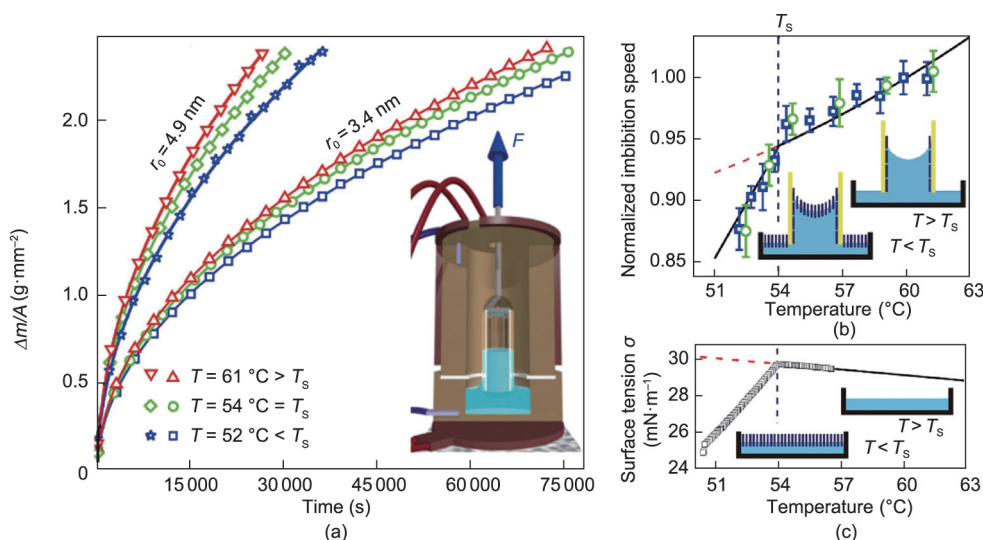 Δm/A (g·mm⁻²)
2.0
1.5
1.0
0.5
0
r₀ = 4.9 nm
r₀ = 3.4 nm
F
T = 61 °C > Tₛ
T = 54 °C = Tₛ
T = 52 °C < Tₛ
15 000
30 000
45 000
60 000
75 000
Time (s)
(a)
Tₛ
Normalized imbibition speed
1.00
0.95
0.90
0.85
T > Tₛ
T < Tₛ
51
54
57
60
63
Temperature (°C)
(b)
Surface tension σ
(mN·m⁻¹)
30
28
26
24
T > Tₛ
T < Tₛ
51
54
57
60
63
Temperature (°C)
(c)